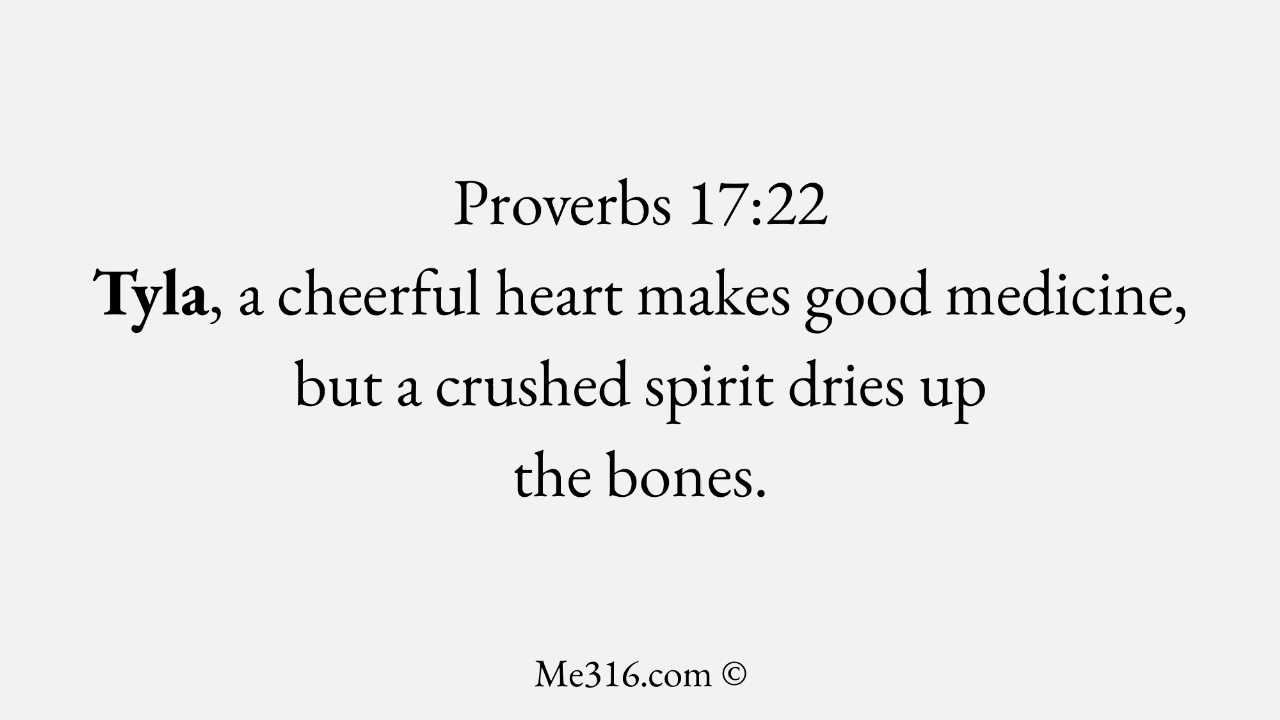 Proverbs 17:22
Tyla, a cheerful heart makes good medicine,
but a crushed spirit dries up
the bones.
Me316.com ©